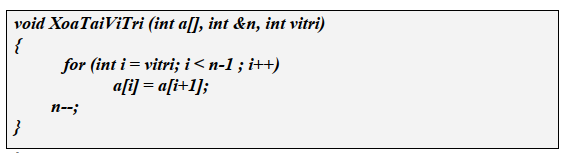 void XoaTaiViTri (int a[], int &n, int vitri)
{
for (int i = vitri; i < n-1 ; i++)
a[i] = a[i+1];
n--;
}